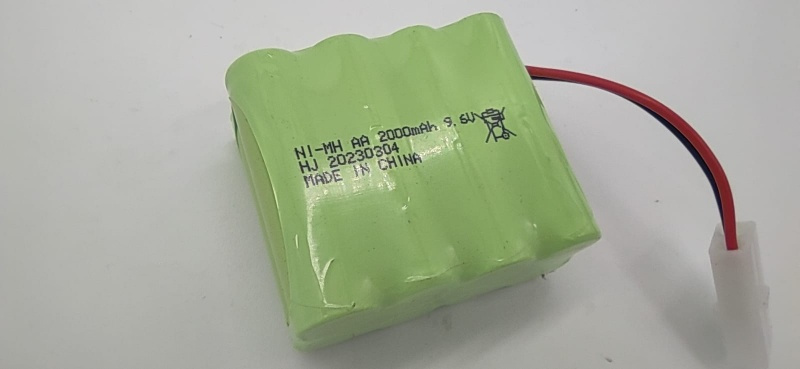 NI-MH AA 2000mAh 9.6V
HJ 20230304
MADE IN CHINA